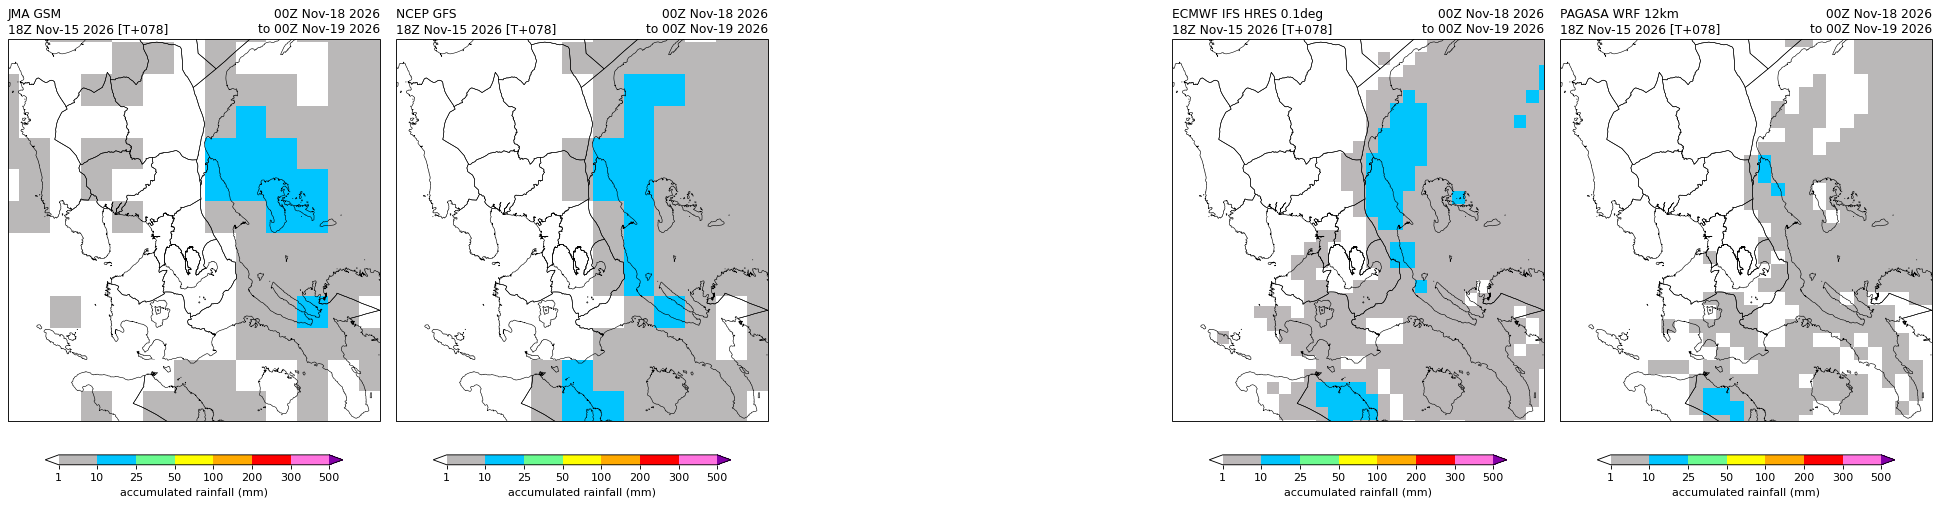 JMA GSM 00Z Nov-18 2026
18Z Nov-15 2026 [T+078] to 00Z Nov-19 2026
NCEP GFS 00Z Nov-18 2026
18Z Nov-15 2026 [T+078] to 00Z Nov-19 2026
ECMWF IFS HRES 0.1deg 00Z Nov-18 2026
18Z Nov-15 2026 [T+078] to 00Z Nov-19 2026
PAGASA WRF 12km 00Z Nov-18 2026
18Z Nov-15 2026 [T+078] to 00Z Nov-19 2026
1 10 25 50 100 200 300 500
accumulated rainfall (mm)
1 10 25 50 100 200 300 500
accumulated rainfall (mm)
1 10 25 50 100 200 300 500
accumulated rainfall (mm)
1 10 25 50 100 200 300 500
accumulated rainfall (mm)